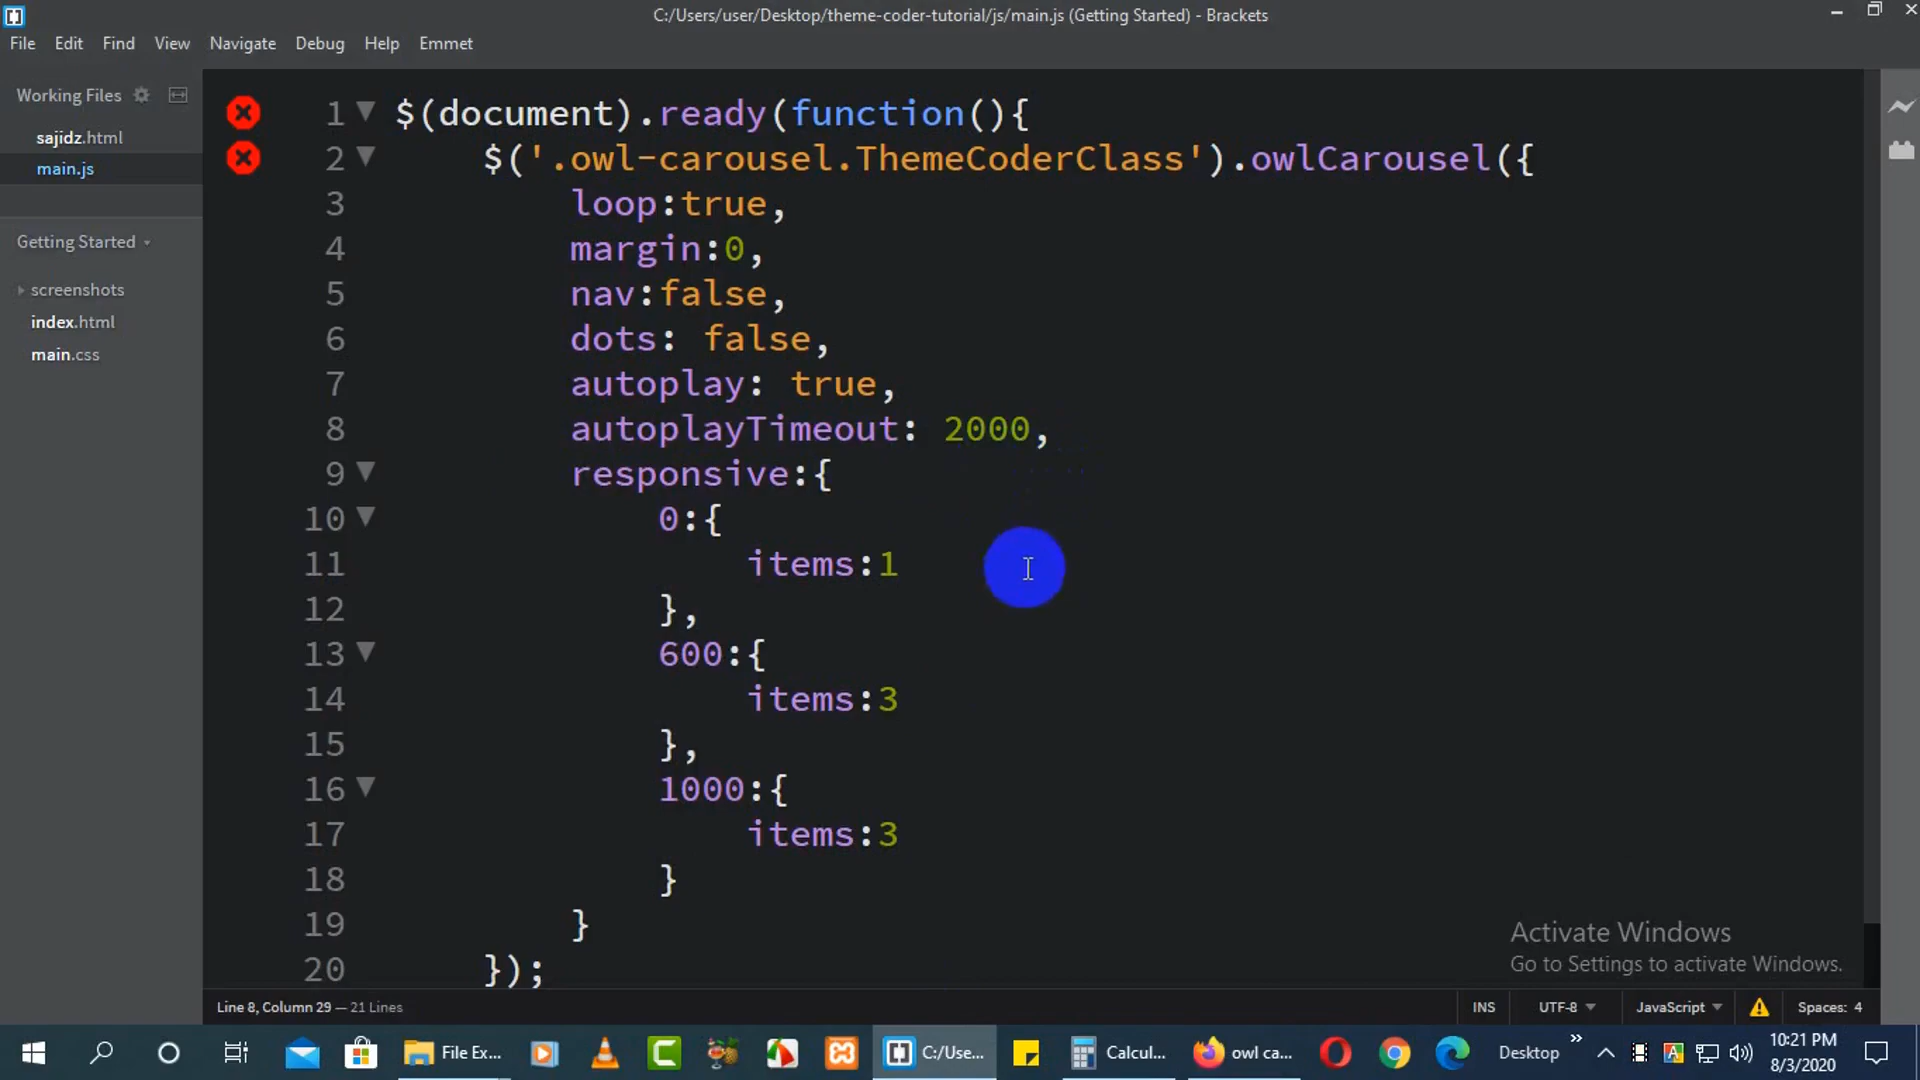 C:/Users/user/Desktop/theme-coder-tutorial/js/main.js (Getting Started) - Brackets
File Edit Find View Navigate Debug Help Emmet
Working Files
sajidz.html
main.js
Getting Started
screenshots
index.html
main.css
1 $(document).ready(function(){
2 $('.owl-carousel.ThemeCoderClass').owlCarousel({
3 loop:true,
4 margin:0,
5 nav:false,
6 dots: false,
7 autoplay: true,
8 autoplayTimeout: 2000,
9 responsive:{
10 0:{
11 items:1
12 },
13 600:{
14 items:3
15 },
16 1000:{
17 items:3
18 }
19 }
20 });
Activate Windows
Go to Settings to activate Windows.
Line 8, Column 29 — 21 Lines
INS UTF-8 JavaScript Spaces: 4
File Ex... C:/Use... Calcul... owl ca... Desktop
10:21 PM
8/3/2020